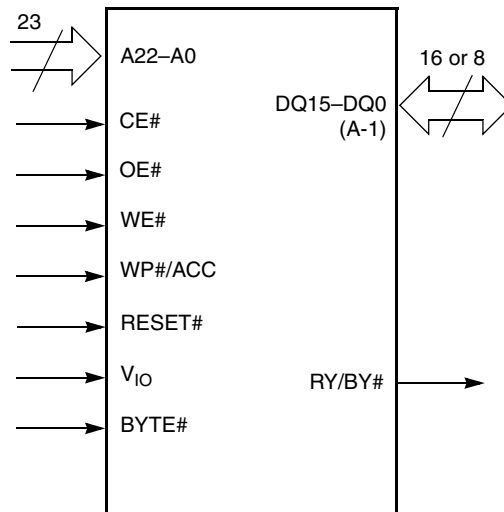 23
A22–A0
16 or 8
DQ15–DQ0
(A-1)
CE#
OE#
WE#
WP#/ACC
RESET#
VIO
RY/BY#
BYTE#